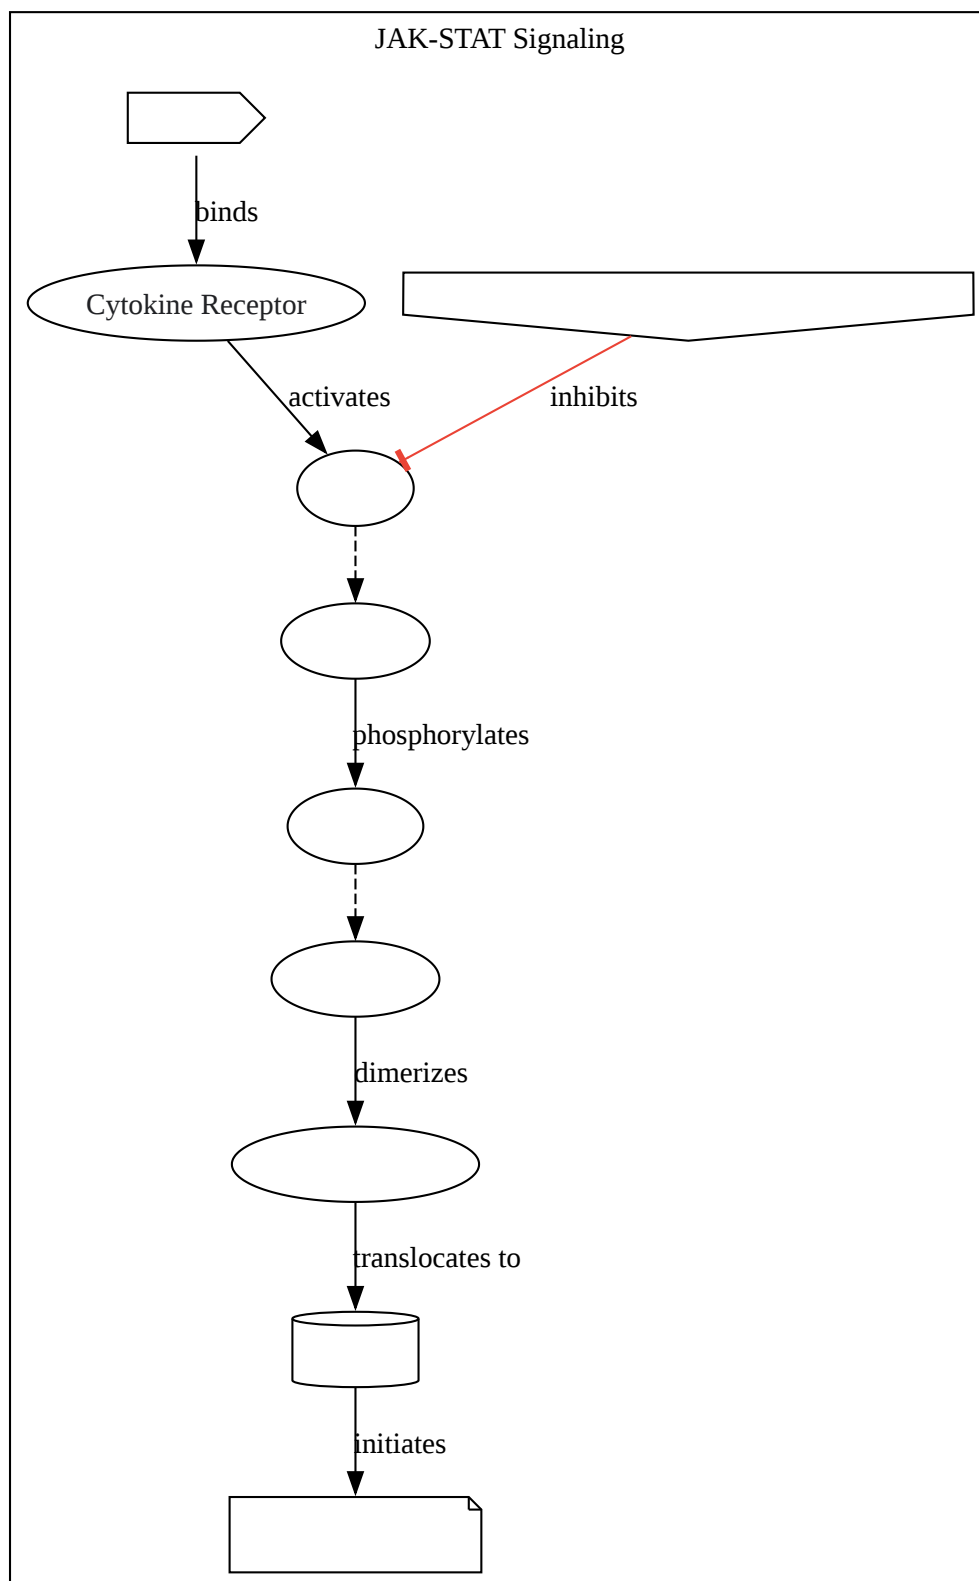 JAK-STAT Signaling
binds
Cytokine Receptor
activates
inhibits
phosphorylates
dimerizes
translocates to
initiates